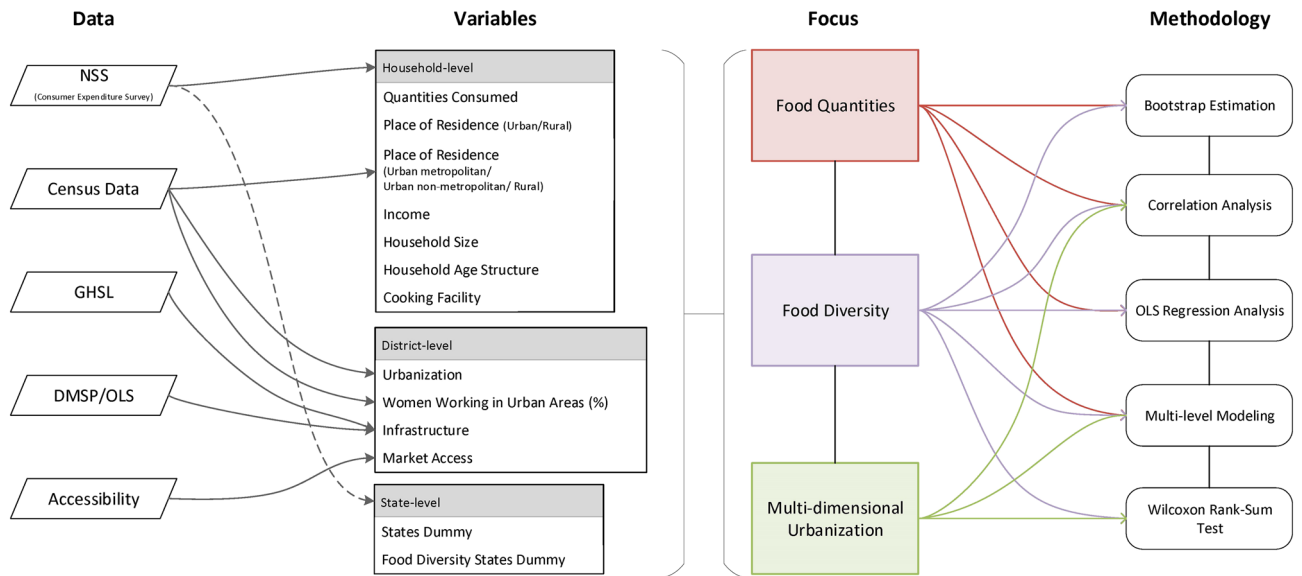 Data
Variables
Focus
Methodology
NSS
(Consumer Expenditure Survey)
Census Data
GHSL
DMSP/OLS
Accessibility
Household-level
Quantities Consumed
Place of Residence (Urban/Rural)
Place of Residence
(Urban metropolitan/
Urban non-metropolitan/ Rural)
Income
Household Size
Household Age Structure
Cooking Facility
District-level
Urbanization
Women Working in Urban Areas (%)
Infrastructure
Market Access
State-level
States Dummy
Food Diversity States Dummy
Food Quantities
Food Diversity
Multi-dimensional
Urbanization
Bootstrap Estimation
Correlation Analysis
OLS Regression Analysis
Multi-level Modeling
Wilcoxon Rank-Sum
Test